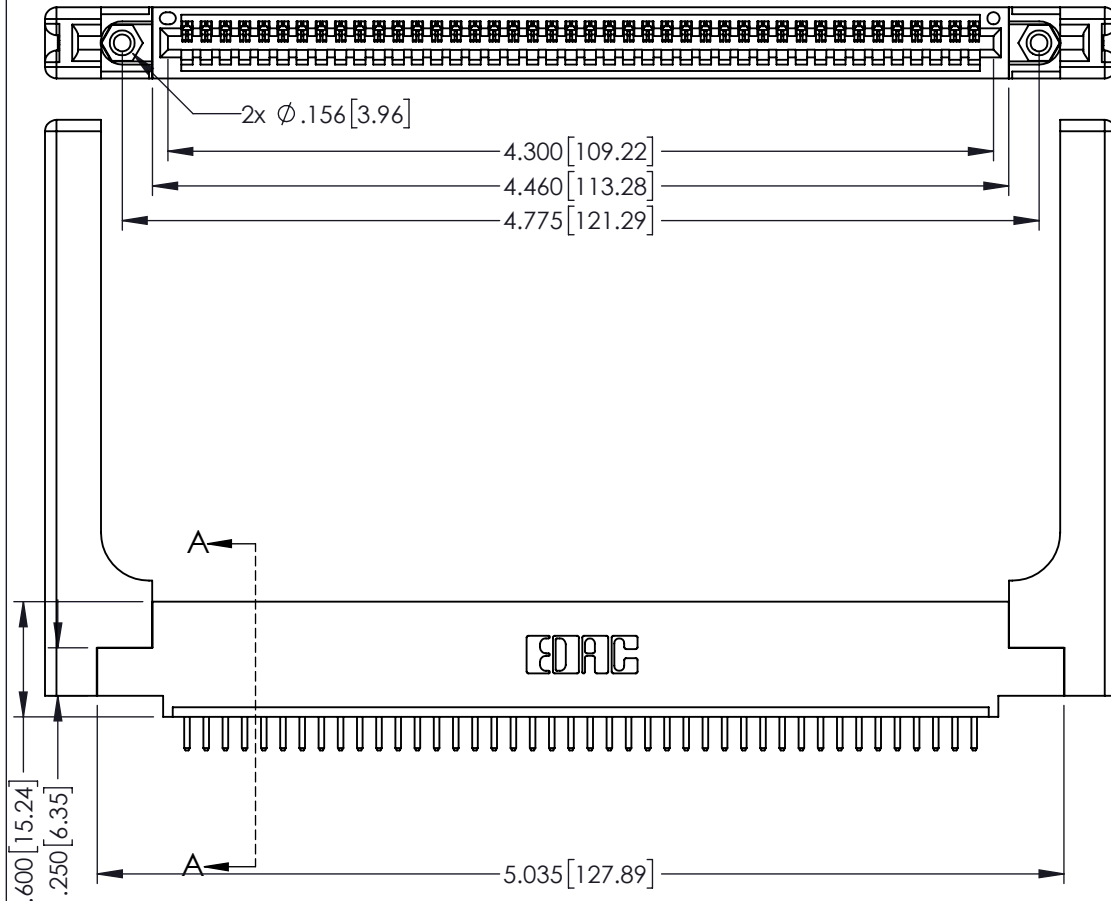 2x Ø.156[3.96]
4.300[109.22]
4.460[113.28]
4.775[121.29]
A
EDAC
.600[15.24]
.250[6.35]
A
5.035[127.89]